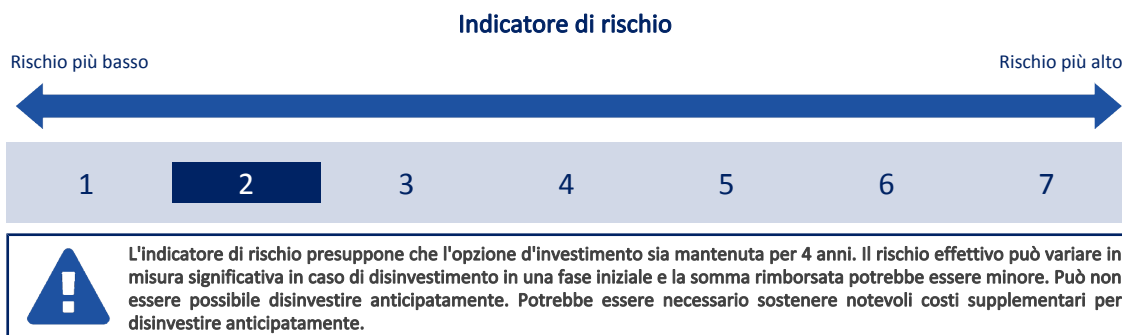 Indicatore di rischio
Rischio più basso
Rischio più alto
1 2 3 4 5 6 7
L'indicatore di rischio presuppone che l'opzione d'investimento sia mantenuta per 4 anni. Il rischio effettivo può variare in
misura significativa in caso di disinvestimento in una fase iniziale e la somma rimborsata potrebbe essere minore. Può non
essere possibile disinvestire anticipatamente. Potrebbe essere necessario sostenere notevoli costi supplementari per
disinvestire anticipatamente.